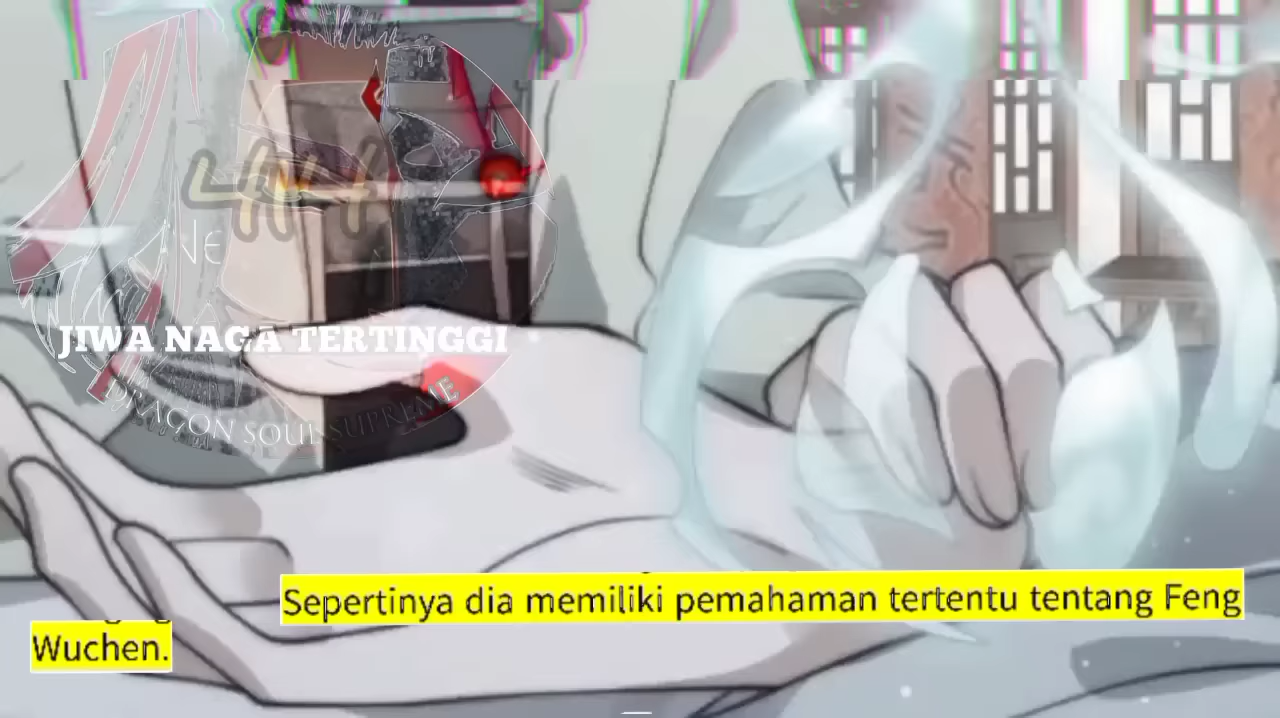 JIWA NAGA TERTINGGI
DRAGON SOUL SUPREME
Sepertinya dia memiliki pemahaman tertentu tentang Feng
Wuchen.